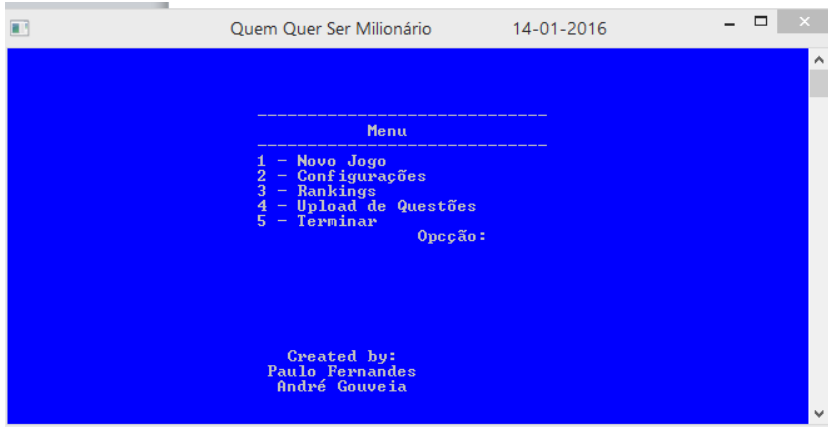 Quem Quer Ser Milionário 14-01-2016
------------------------------
Menu
------------------------------
1 - Novo Jogo
2 - Configurações
3 - Rankings
4 - Upload de Questões
5 - Terminar
Opcção:
Created by:
Paulo Fernandes
André Gouveia